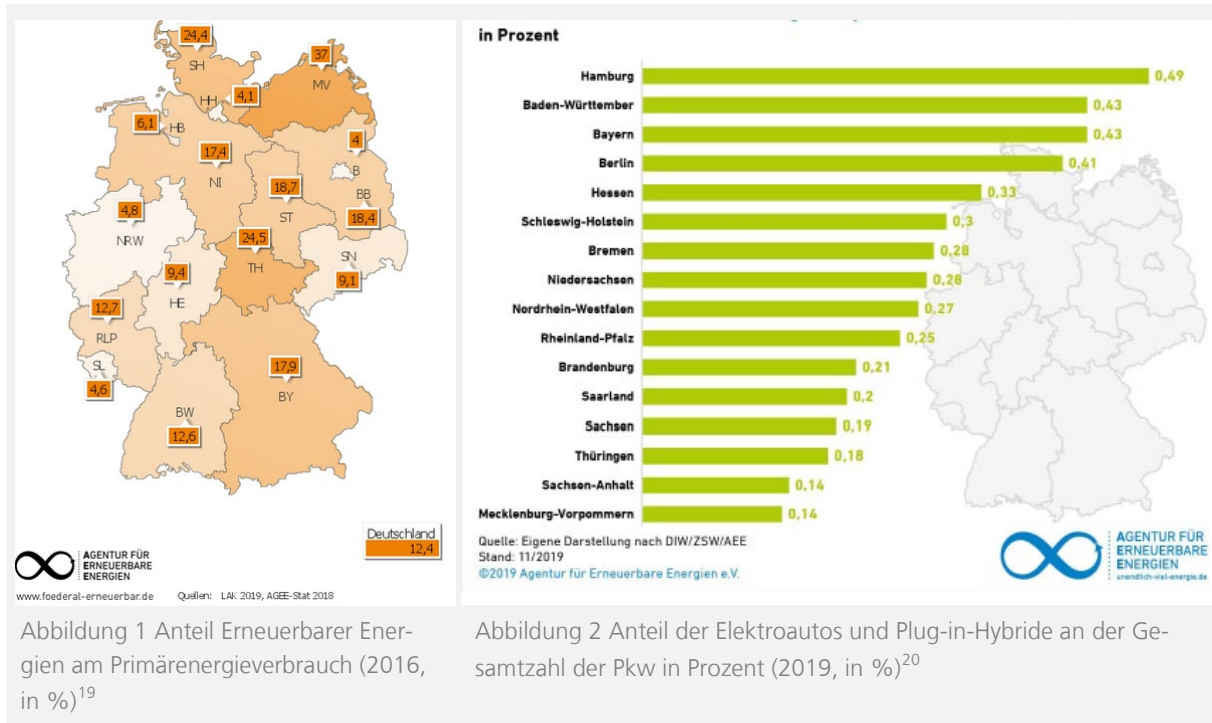 24,4
SH
37
MV
4,1
HH
6,1
HB
4
B
17,4
NI
18,7
ST
BB
18,4
4,8
NRW
24,5
TH
SN
9,1
9,4
HE
12,7
RLP
SL
4,6
17,9
BY
BW
12,6
Deutschland
12,4
AGENTUR FÜR
ERNEUERBARE
ENERGIEN
www.foederal-erneuerbar.de Quellen: LAK 2019, AGEE-Stat 2018
in Prozent
Hamburg 0,49
Baden-Württember 0,43
Bayern 0,43
Berlin 0,41
Hessen 0,33
Schleswig-Holstein 0,3
Bremen 0,28
Niedersachsen 0,28
Nordrhein-Westfalen 0,27
Rheinland-Pfalz 0,25
Brandenburg 0,21
Saarland 0,2
Sachsen 0,19
Thüringen 0,18
Sachsen-Anhalt 0,14
Mecklenburg-Vorpommern 0,14
Quelle: Eigene Darstellung nach DIW/ZSW/AEE
Stand: 11/2019
©2019 Agentur für Erneuerbare Energien e.V.
AGENTUR FÜR
ERNEUERBARE
ENERGIEN
unendlich-viel-energie.de
Abbildung 1 Anteil Erneuerbarer Ener-
gien am Primärenergieverbrauch (2016,
in %)19
Abbildung 2 Anteil der Elektroautos und Plug-in-Hybride an der Ge-
samtzahl der Pkw in Prozent (2019, in %)20